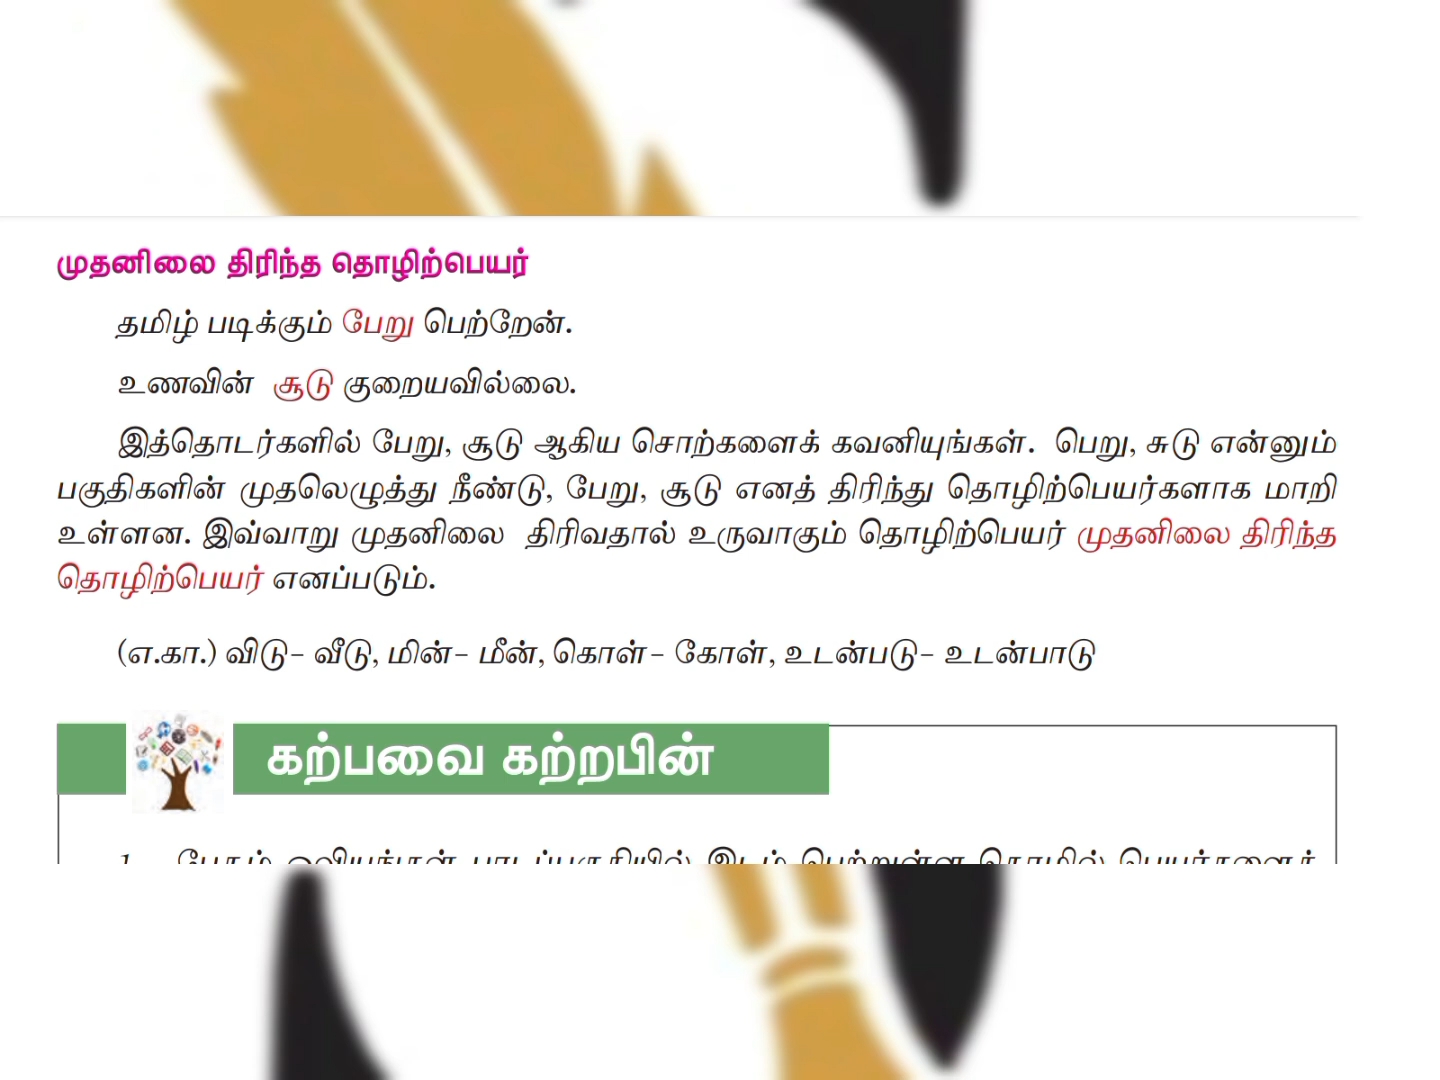 முதனிலை திரிந்த தொழிற்பெயர்
தமிழ் படிக்கும் பேறு பெற்றேன்.
உணவின் சூடு குறையவில்லை.
இத்தொடர்களில் பேறு, சூடு ஆகிய சொற்களைக் கவனியுங்கள். பெறு, சுடு என்னும்
பகுதிகளின் முதலெழுத்து நீண்டு, பேறு, சூடு எனத் திரிந்து தொழிற்பெயர்களாக மாறி
உள்ளன. இவ்வாறு முதனிலை திரிவதால் உருவாகும் தொழிற்பெயர் முதனிலை திரிந்த
தொழிற்பெயர் எனப்படும்.
(எ.கா.) விடு- வீடு, மின்- மீன், கொள்- கோள், உடன்படு- உடன்பாடு
கற்பவை கற்றபின்